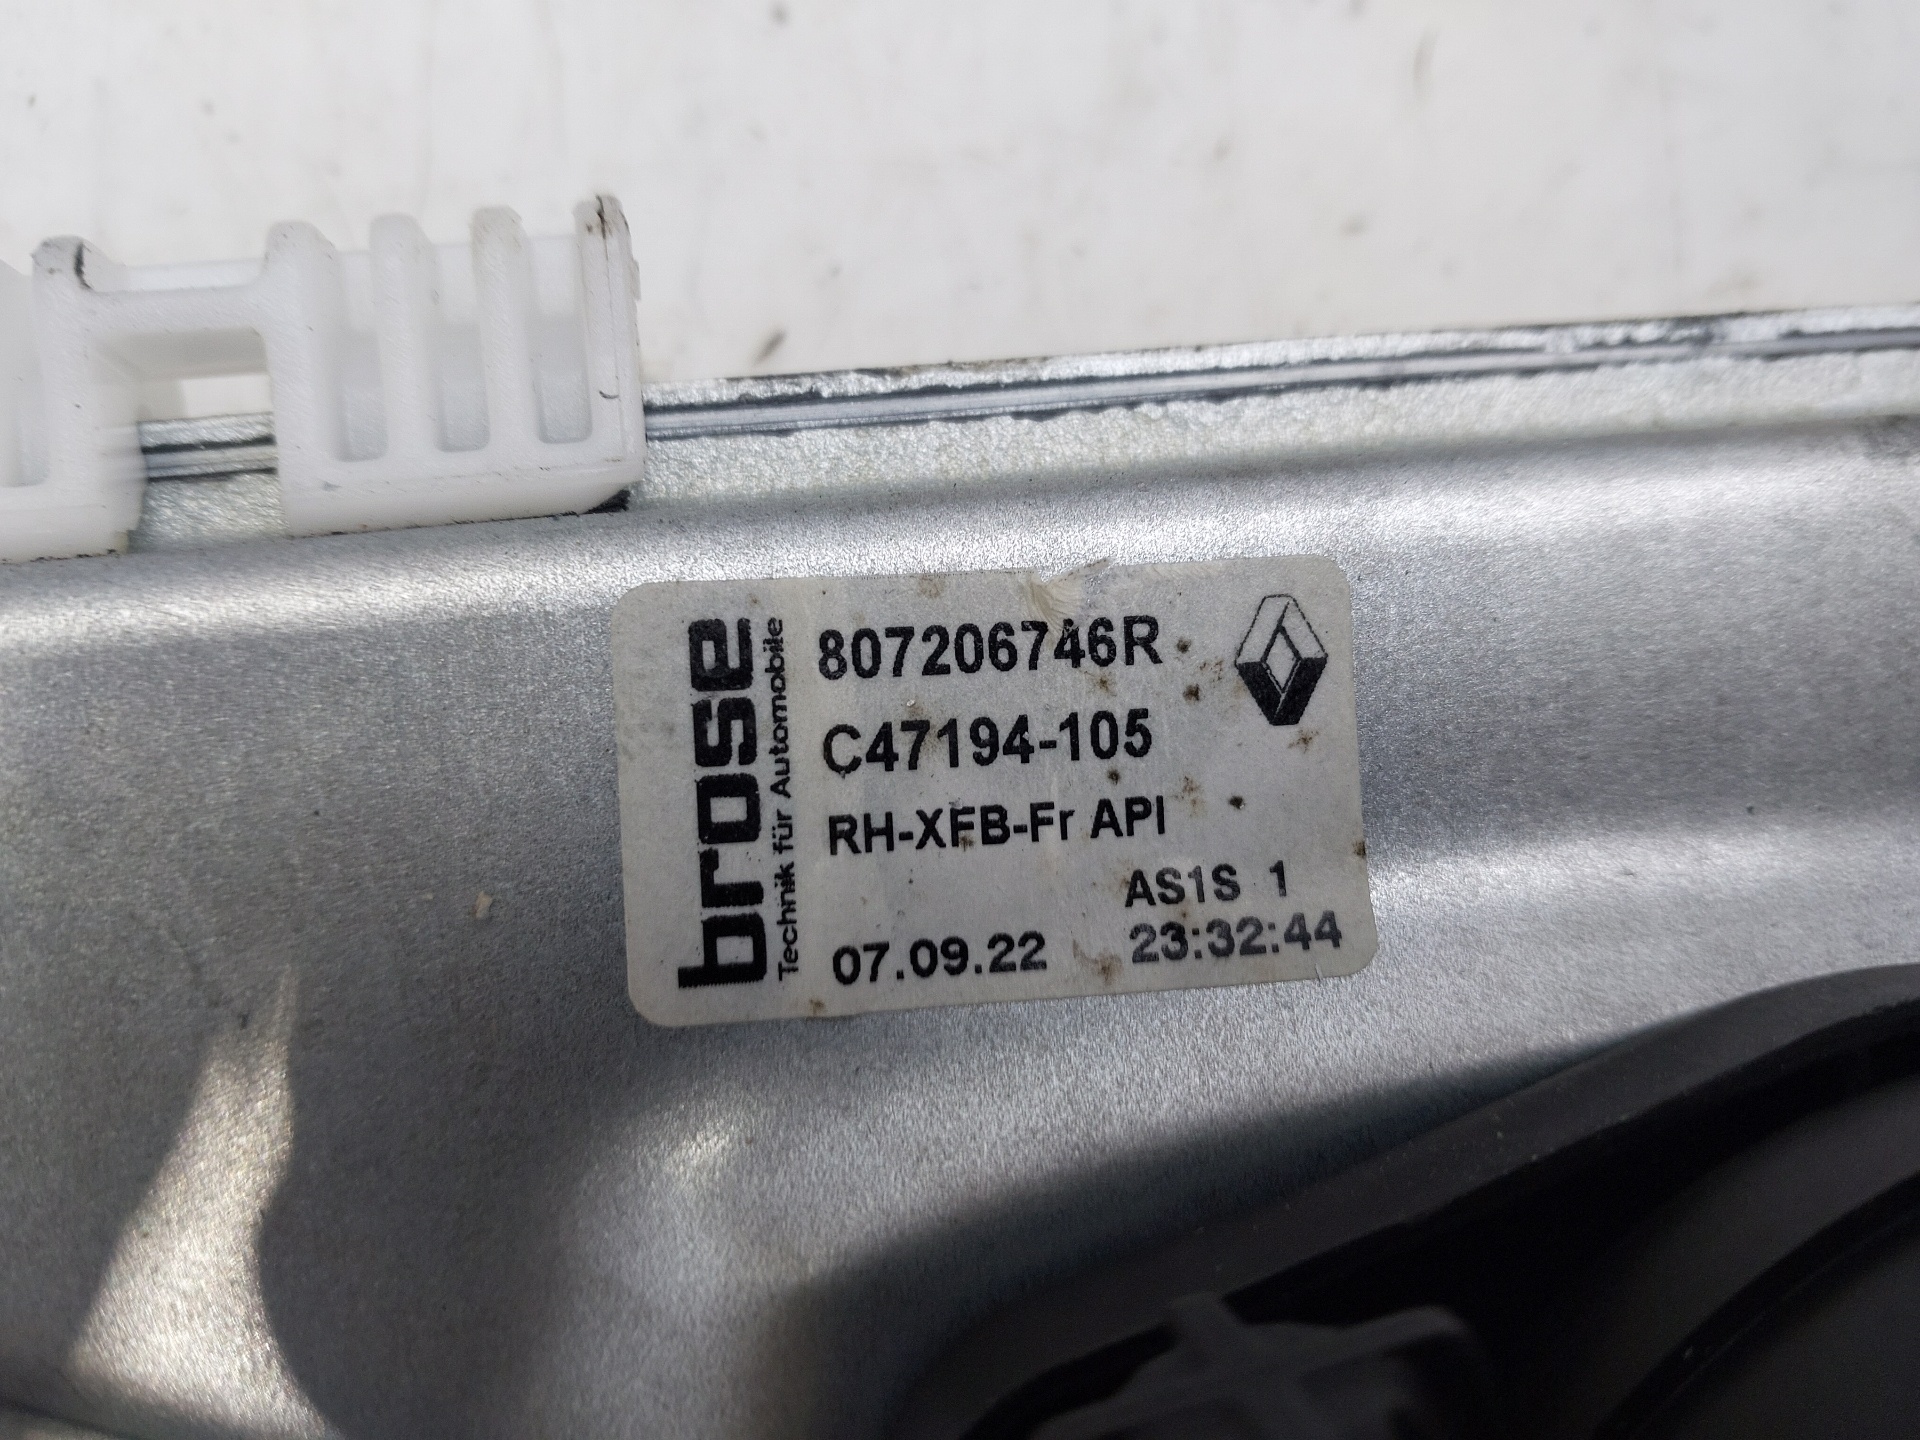 brose
Technik für Automobile
807206746R
C47194-105
RH-XFB-Fr API
AS1S 1
07.09.22 23:32:44